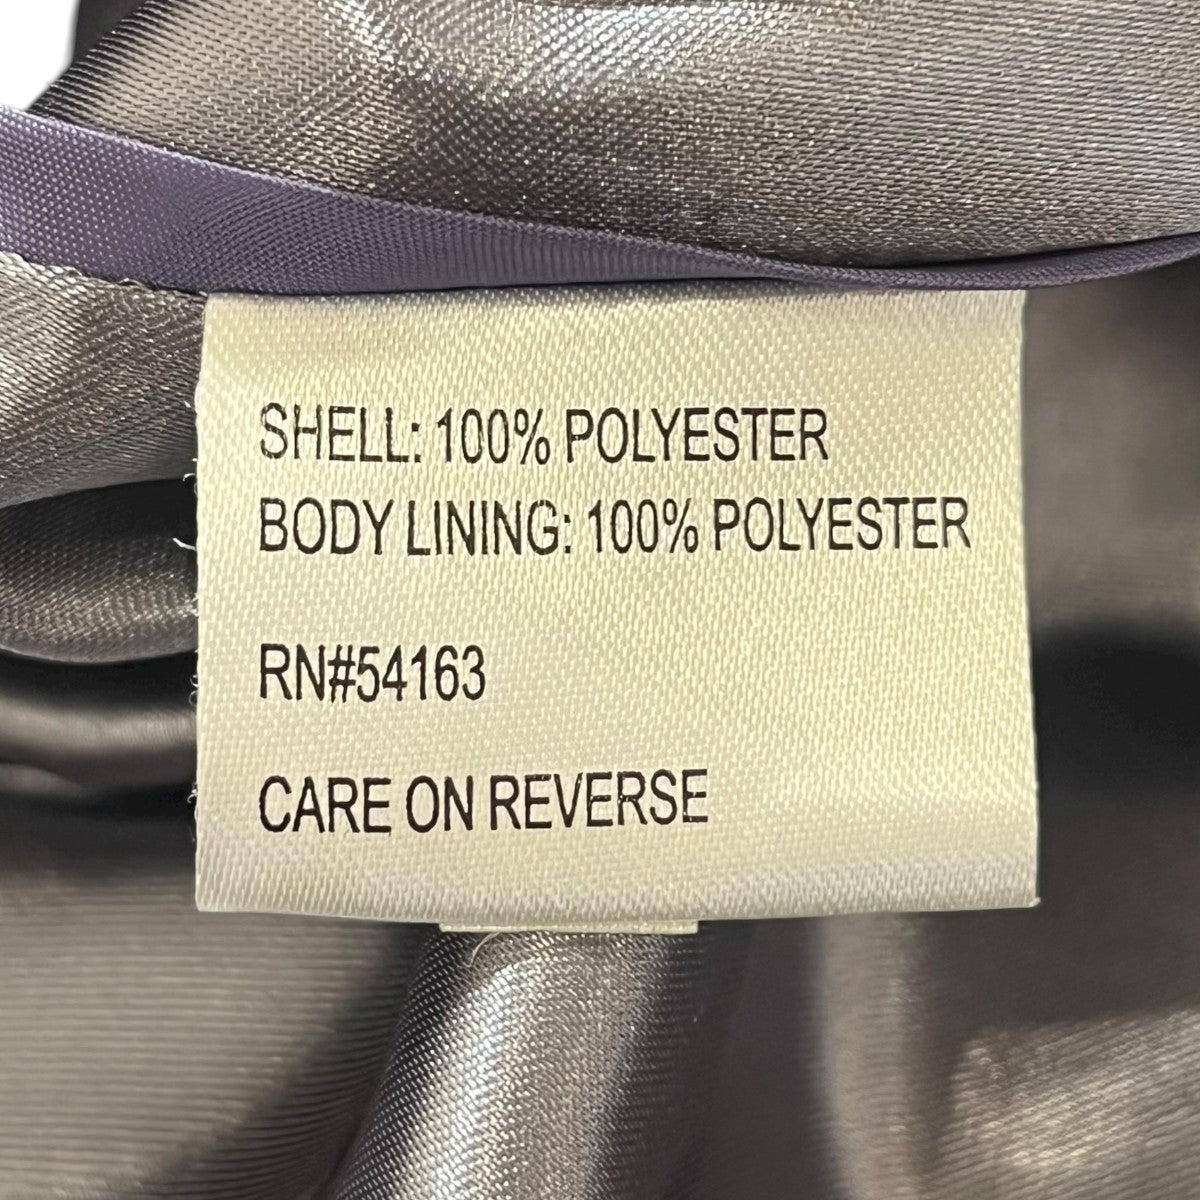 SHELL: 100% POLYESTER
BODY LINING: 100% POLYESTER
RN#54163
CARE ON REVERSE